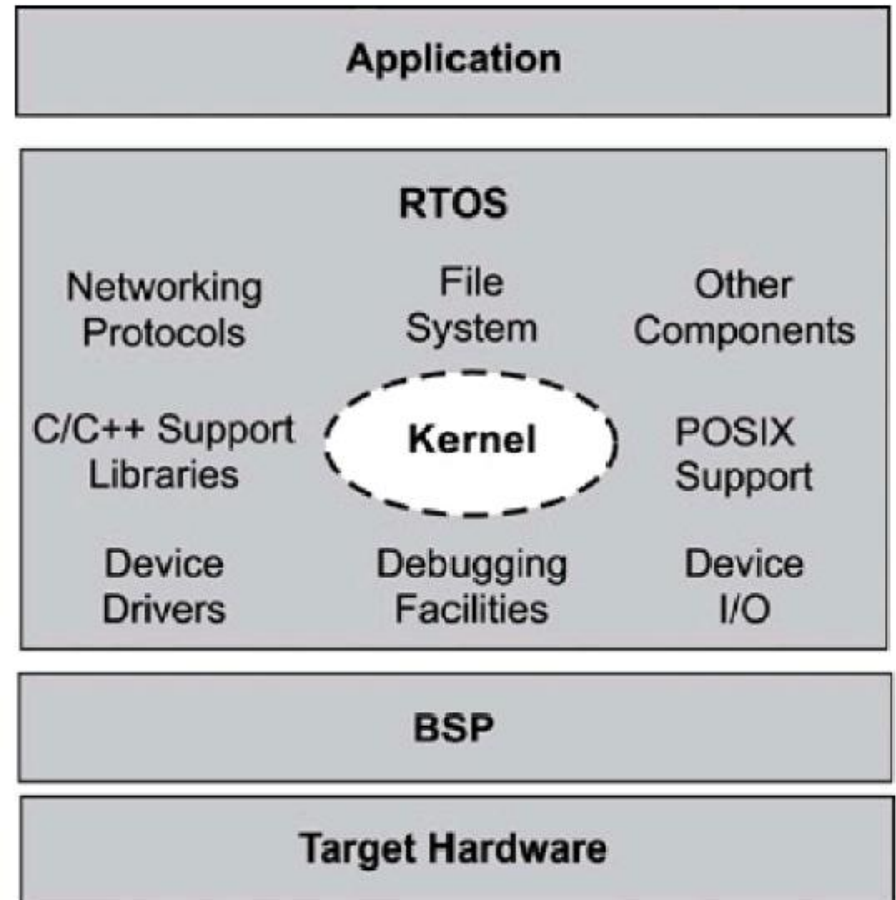 Application
RTOS
Networking
Protocols
File
System
Other
Components
C/C++ Support
Libraries
Kernel
POSIX
Support
Device
Drivers
Debugging
Facilities
Device
I/O
BSP
Target Hardware